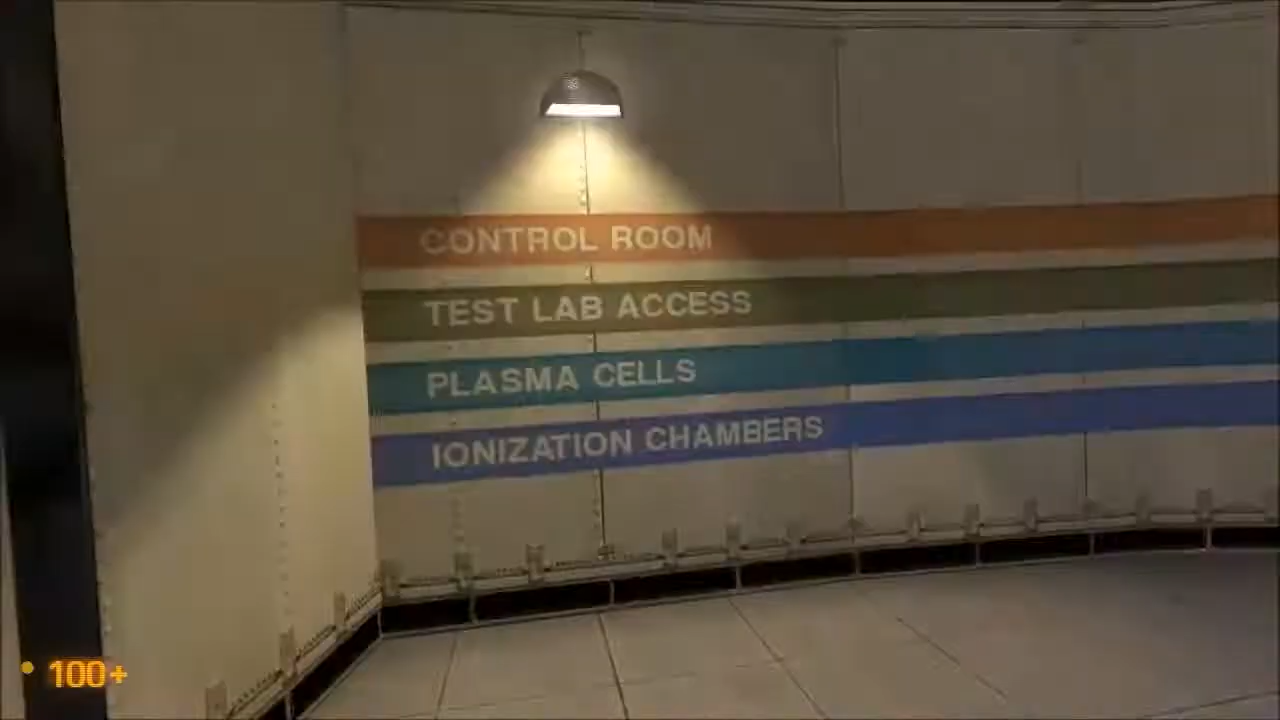 CONTROL ROOM
TEST LAB ACCESS
PLASMA CELLS
IONIZATION CHAMBERS
100+